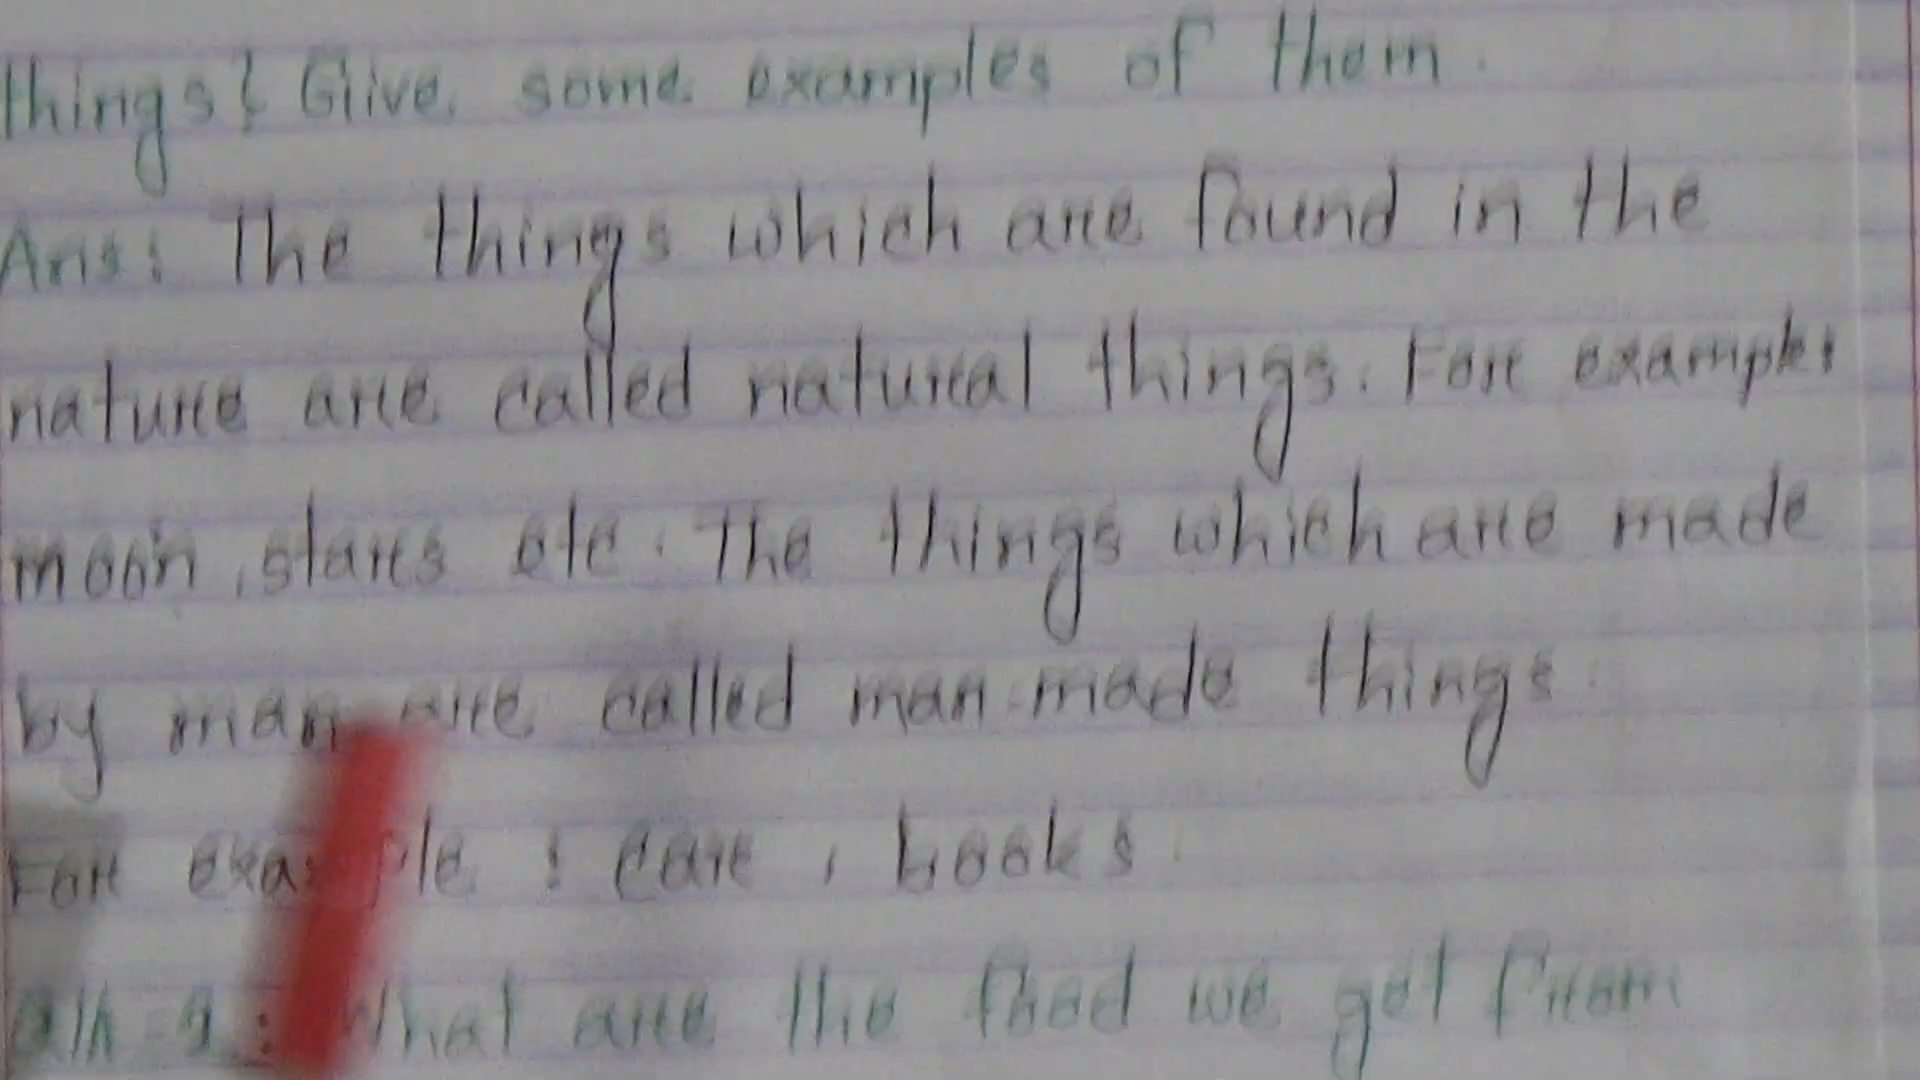 things? Give some examples of them.
Ans: The things which are found in the
nature are called natural things. For example:
moon, stars etc. The things which are made
by man are called man-made things.
For example : car, books.
What are the food we get from